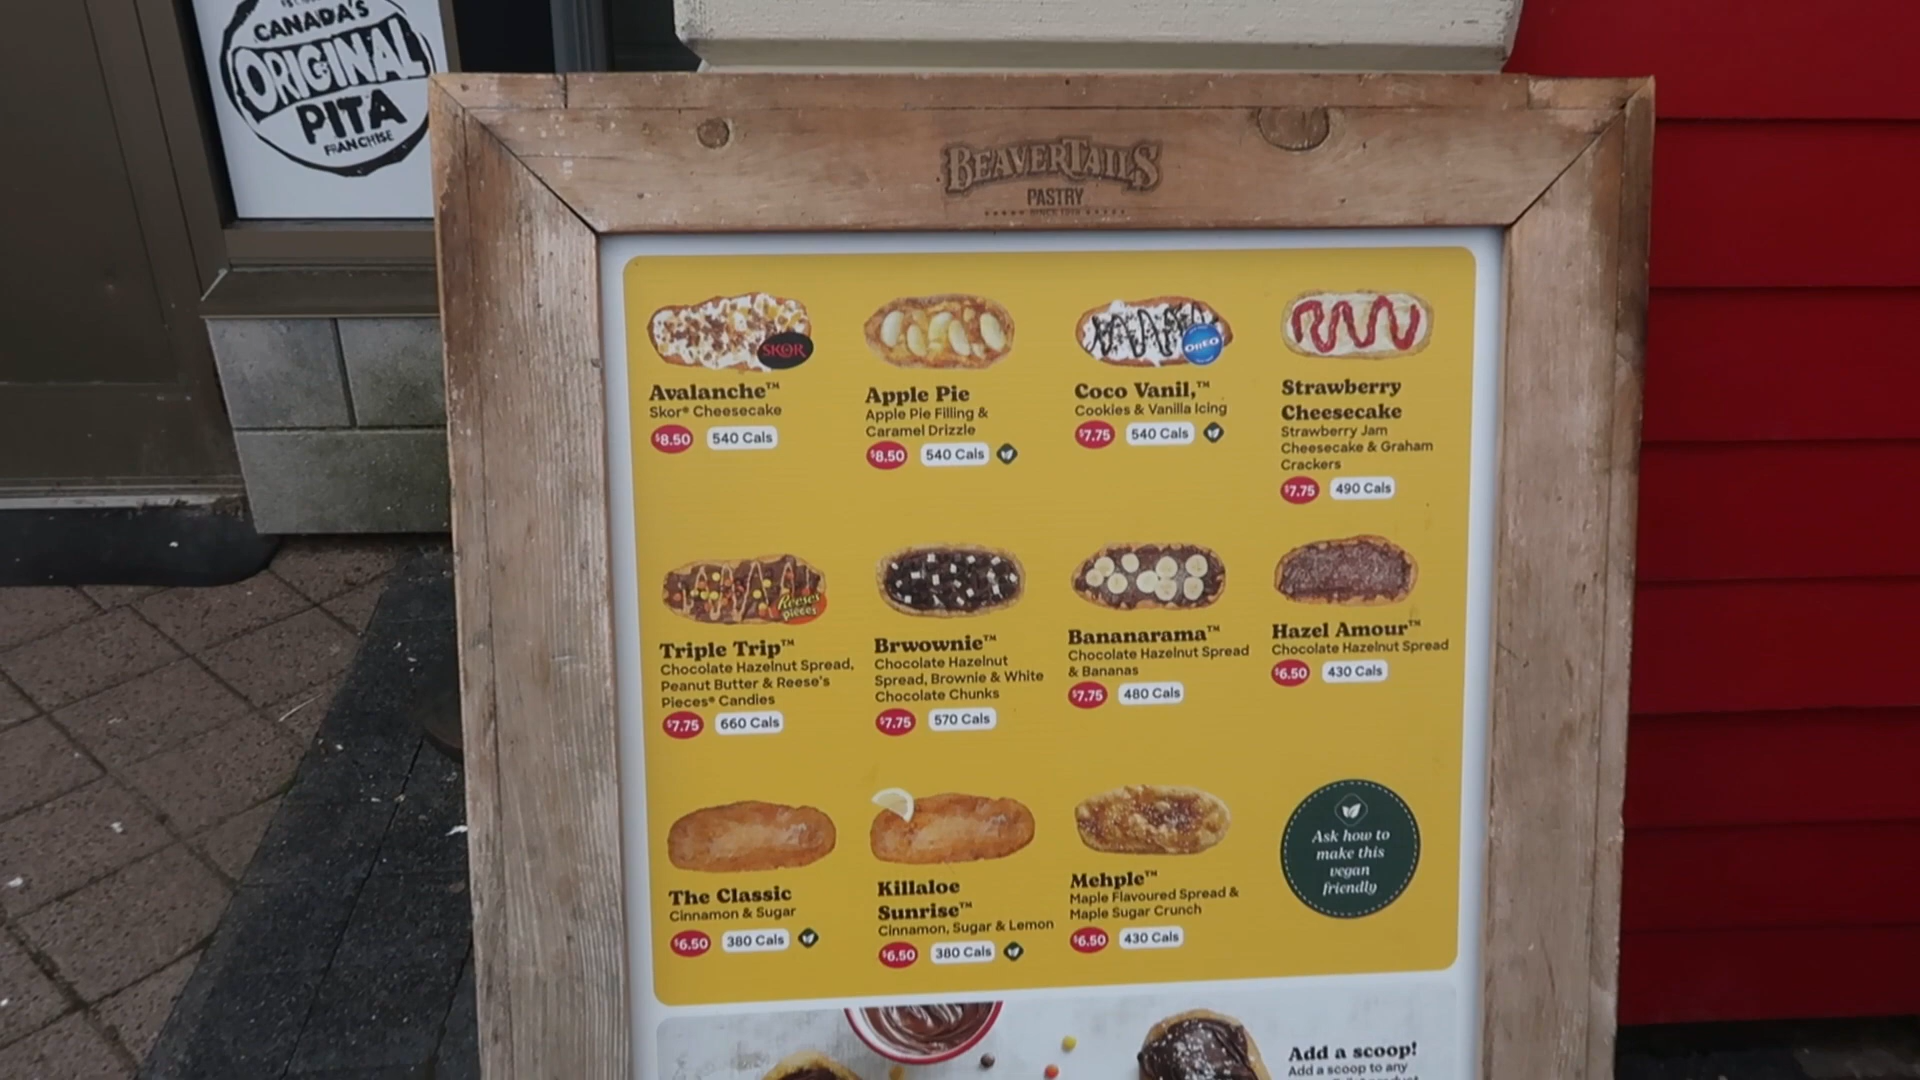 CANADA'S
ORIGINAL
PITA
FRANCHISE
BEAVERTAILS
PASTRY
SKOR
Avalanche™
Skor® Cheesecake
$8.50 540 Cals
Apple Pie
Apple Pie Filling &
Caramel Drizzle
$8.50 540 Cals
OREO
Coco Vanil,™
Cookies & Vanilla Icing
$7.75 540 Cals
Strawberry
Cheesecake
Strawberry Jam
Cheesecake & Graham
Crackers
$7.75 490 Cals
Reese's
pieces
Triple Trip™
Chocolate Hazelnut Spread,
Peanut Butter & Reese's
Pieces® Candies
$7.75 660 Cals
Brwownie™
Chocolate Hazelnut
Spread, Brownie & White
Chocolate Chunks
$7.75 570 Cals
Bananarama™
Chocolate Hazelnut Spread
& Bananas
$7.75 480 Cals
Hazel Amour™
Chocolate Hazelnut Spread
$6.50 430 Cals
The Classic
Cinnamon & Sugar
$6.50 380 Cals
Killaloe
Sunrise™
Cinnamon, Sugar & Lemon
$6.50 380 Cals
Mehple™
Maple Flavoured Spread &
Maple Sugar Crunch
$6.50 430 Cals
Ask how to
make this
vegan
friendly
Add a scoop!
Add a scoop to any